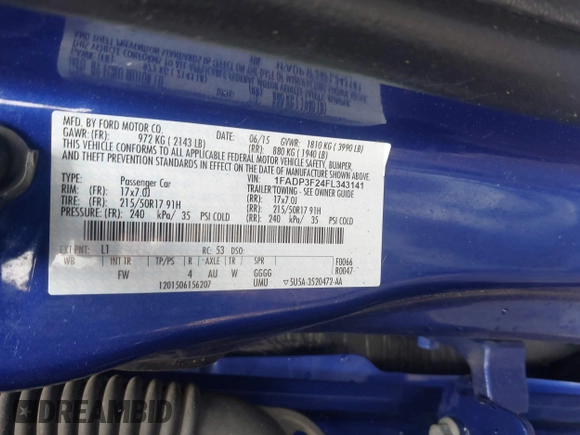 MFD. BY FORD MOTOR CO.
DATE: 06/15 GVWR: 1810 KG ( 3990 LB)
GAWR: (FR): 972 KG ( 2143 LB) (RR): 880 KG ( 1940 LB)
THIS VEHICLE CONFORMS TO ALL APPLICABLE FEDERAL MOTOR VEHICLE SAFETY, BUMPER,
AND THEFT PREVENTION STANDARDS IN EFFECT ON THE DATE OF MANUFACTURE SHOWN ABOVE.
VIN: 1FADP3F24FL343141
TYPE: Passenger Car TRAILER TOWING - SEE OWNER GUIDE
RIM: (FR): 17x7.0J (RR): 17x7.0J
TIRE: (FR): 215/50R17 91H (RR): 215/50R17 91H
PRESSURE: (FR): 240 kPa/ 35 PSI COLD (RR): 240 kPa/ 35 PSI COLD
EXT PNT: L1 RC: 53 DSO:
WB INT TR TP/PS R AXLE TR SPR F0066
FW 4 AU W GGGG R0047
1201506156207 UMU 5U5A-3520472-AA
DREAMBID